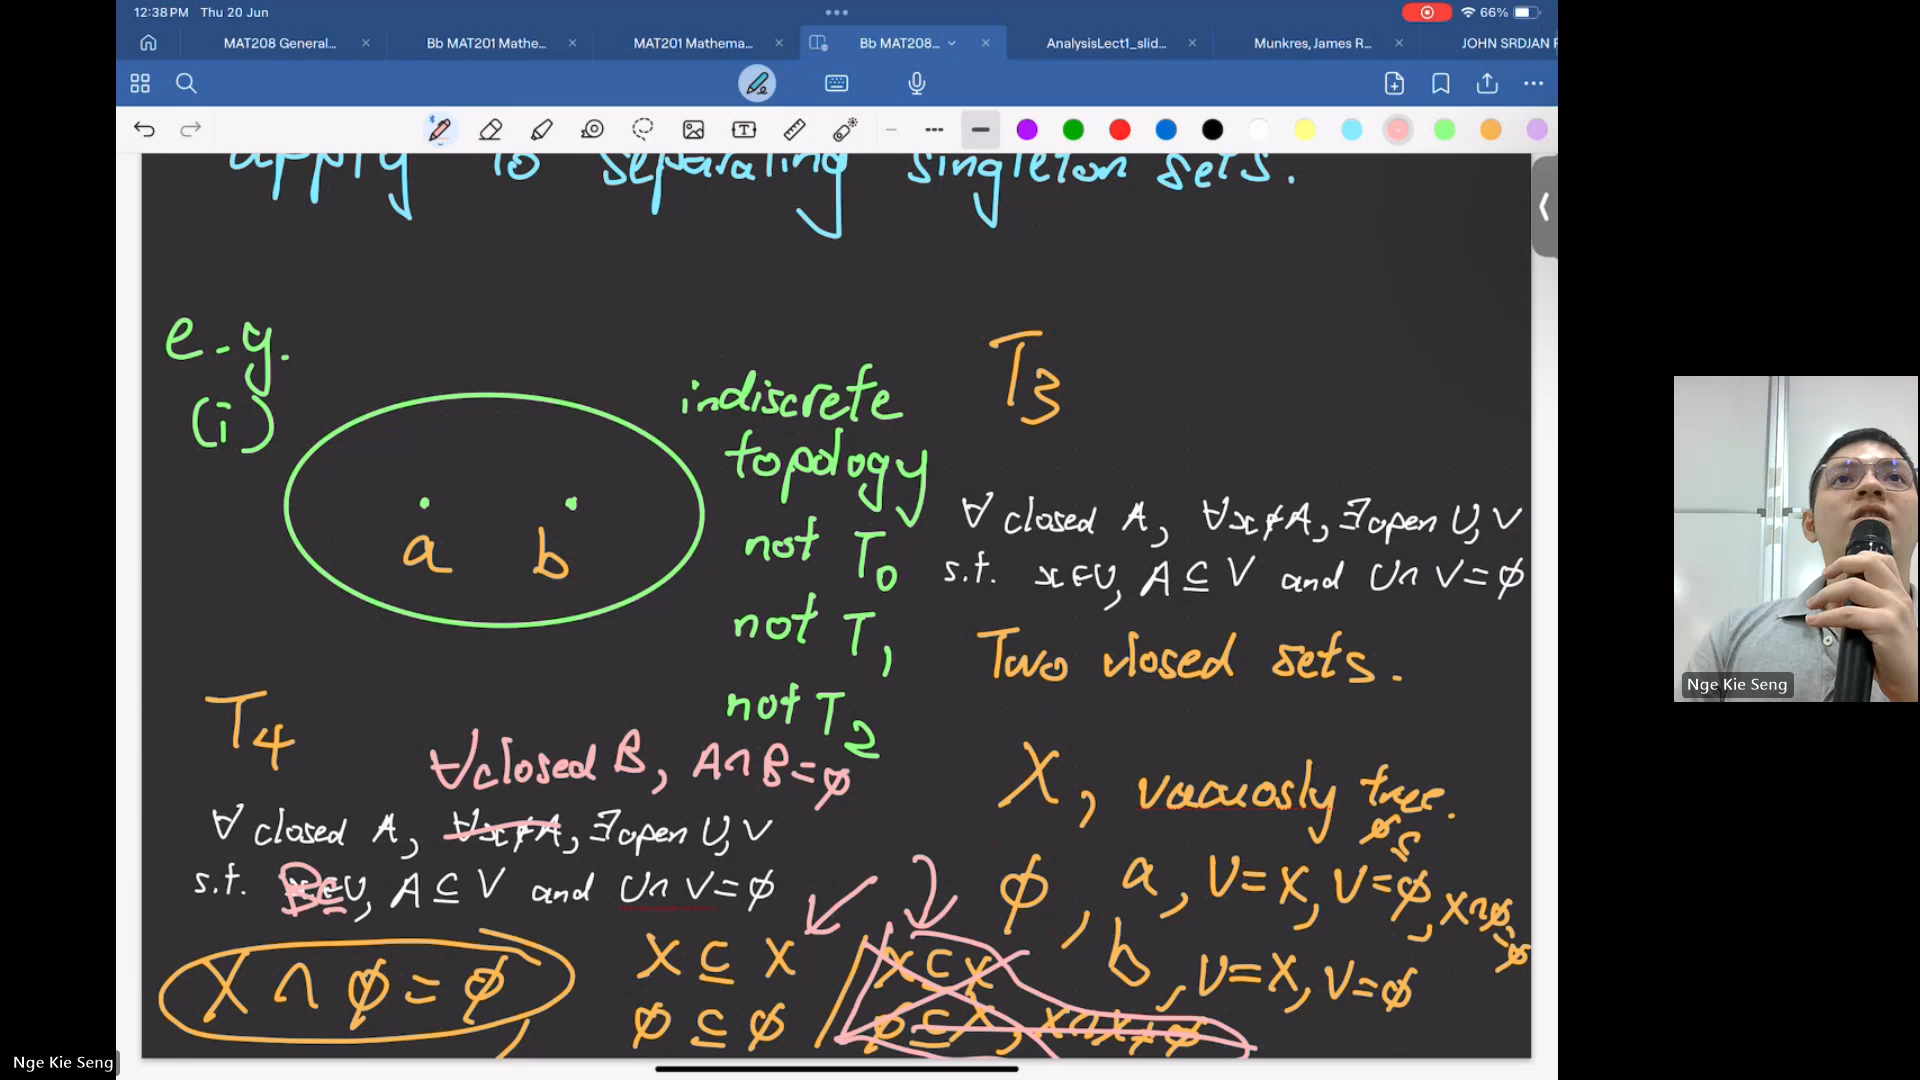 12:38 PM Thu 20 Jun
66%
MAT208 General...
Bb MAT201 Mathe...
MAT201 Mathema...
Bb MAT208...
AnalysisLect1_slid...
Munkres, James R...
JOHN SRDJAN
apply to separating singleton sets.
e.g.
(i)
a b
indiscrete
topology
not T0
not T1
not T2
T3
∀ closed A, ∀x∉A, ∃open U, V
s.t. x∈U, A ⊆ V and U∩V=∅
Two closed sets.
X, vacuosly true.
∅, a, U=X, V=∅, X∩∅=∅
∅⊆
b, U=X, V=∅
T4
∀closed B, A∩B=∅
∀ closed A, ∀x∉A, ∃open U, V
s.t. B⊆U, A ⊆ V and U∩V=∅
X ∩ ∅ = ∅
X ⊆ X
∅ ⊆ ∅
X⊆X
∅⊆X, X∩X≠∅
Nge Kie Seng
Nge Kie Seng